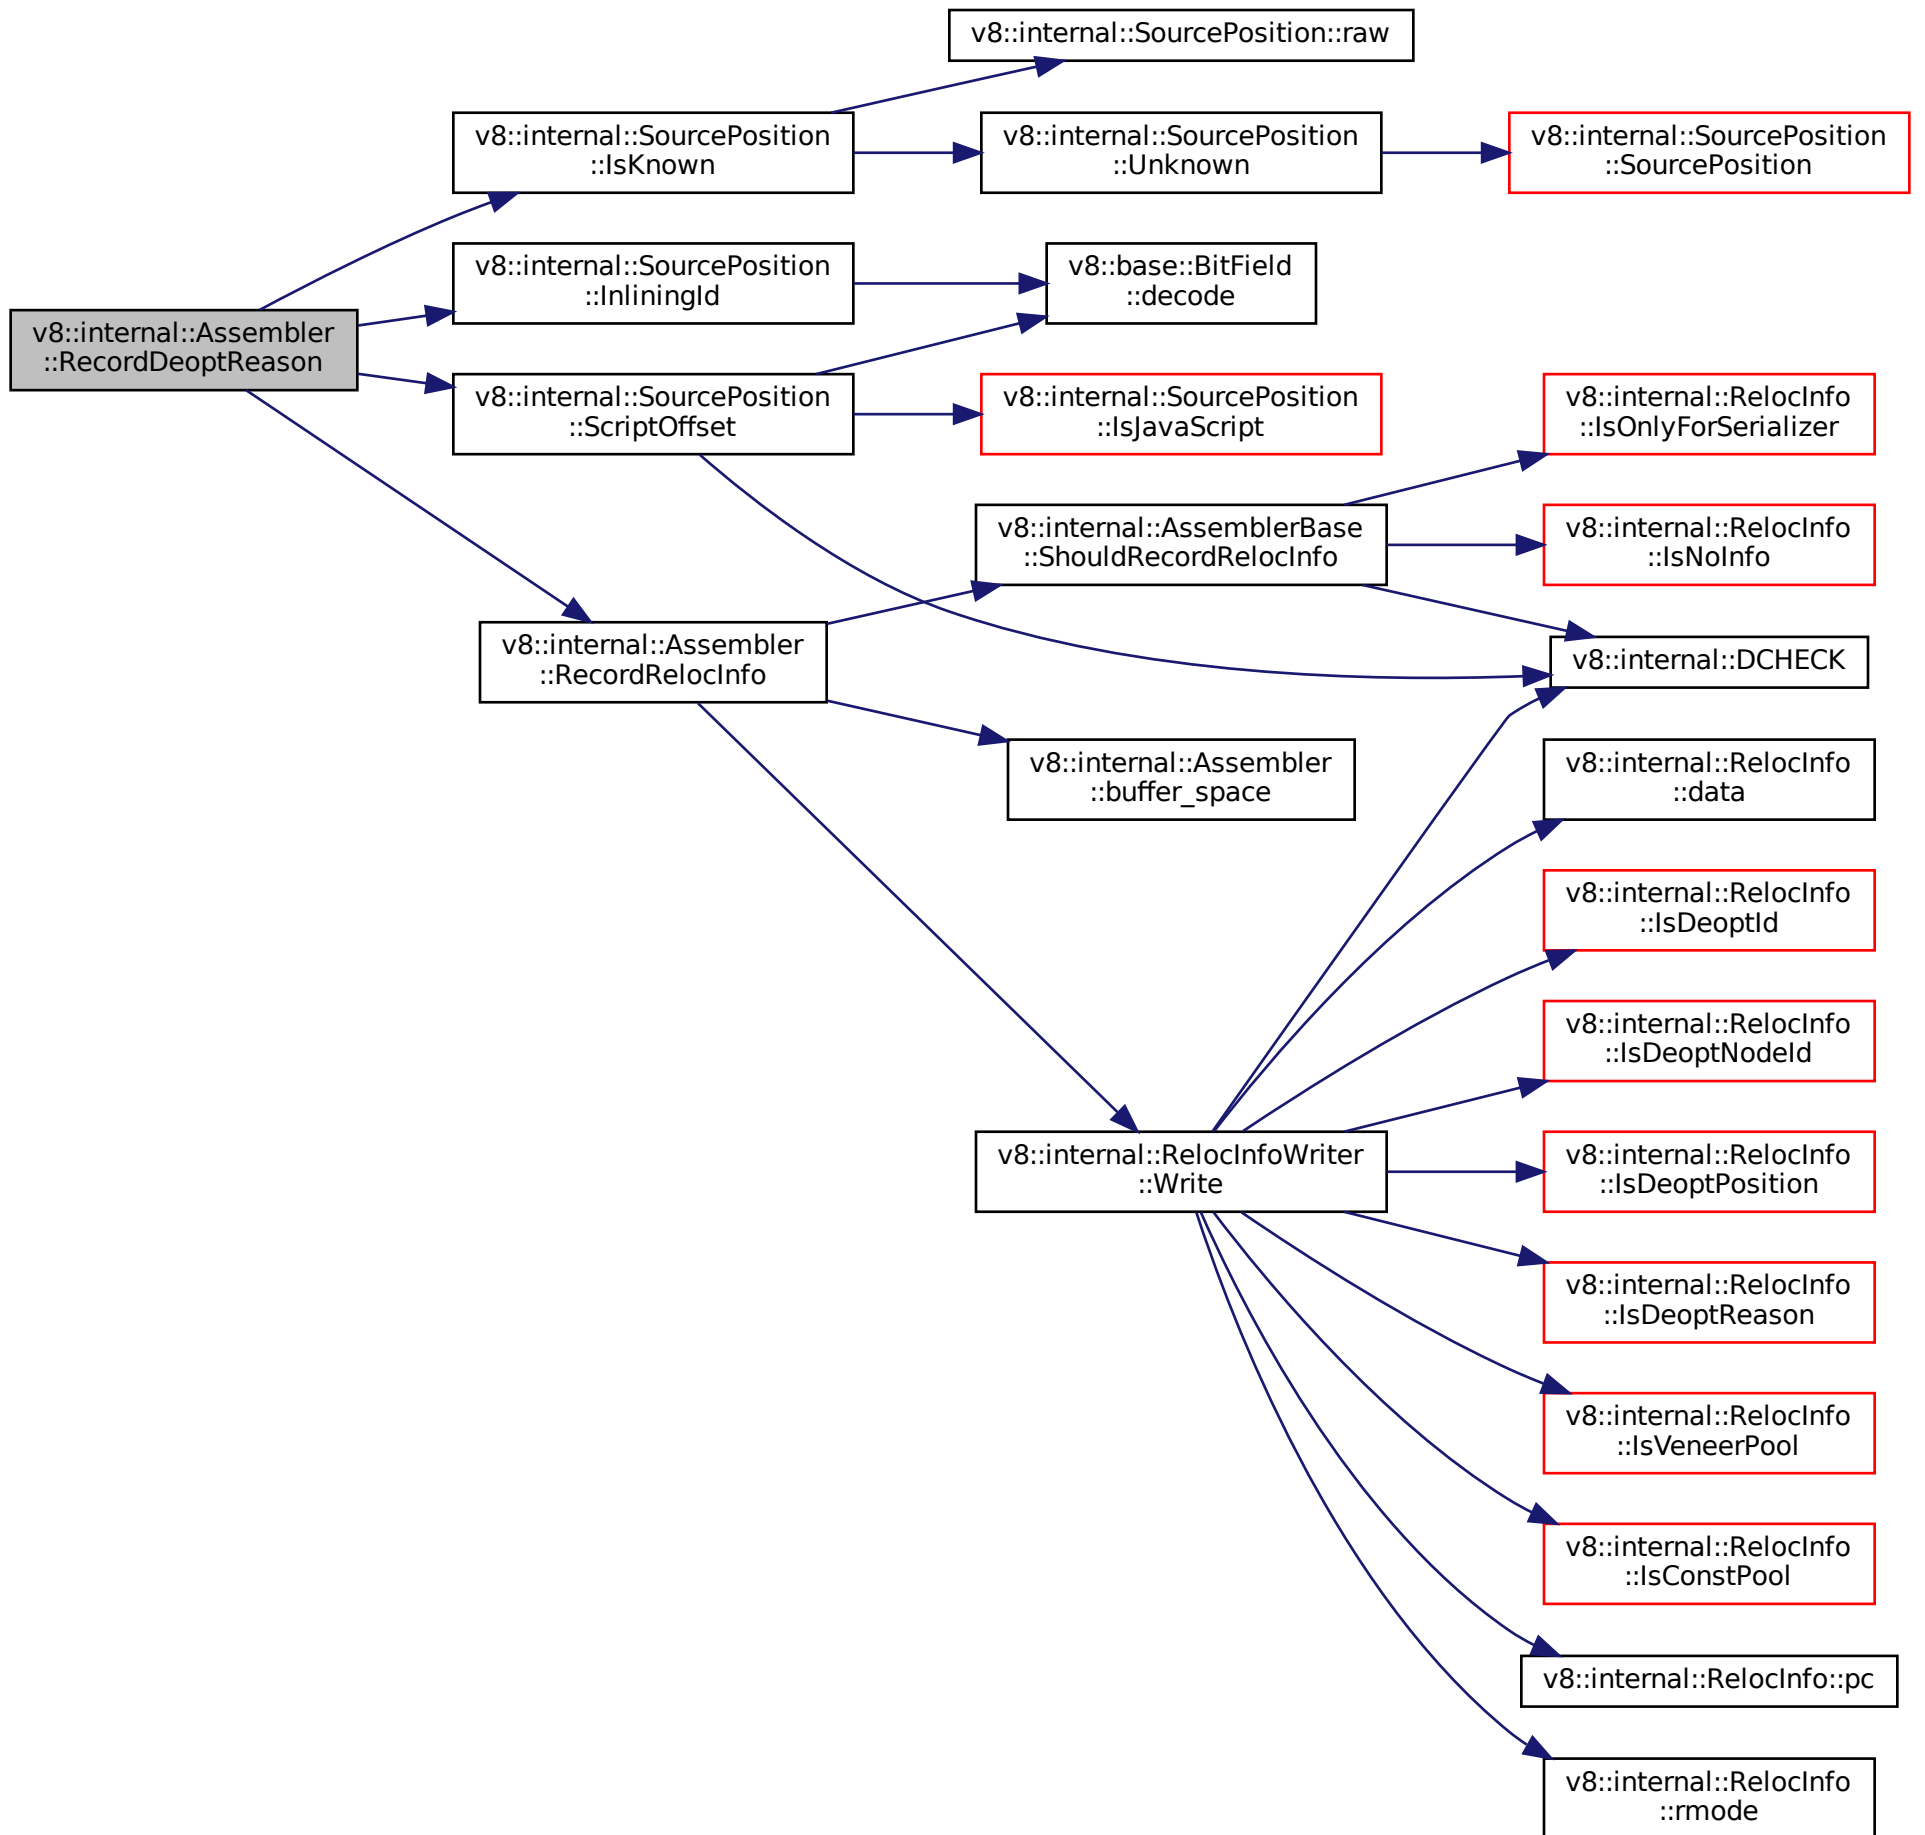 v8::internal::SourcePosition::raw
v8::internal::SourcePosition
::IsKnown
v8::internal::SourcePosition
::Unknown
v8::internal::SourcePosition
::SourcePosition
v8::internal::SourcePosition
::InliningId
v8::base::BitField
::decode
v8::internal::Assembler
::RecordDeoptReason
v8::internal::SourcePosition
::ScriptOffset
v8::internal::SourcePosition
::IsJavaScript
v8::internal::RelocInfo
::IsOnlyForSerializer
v8::internal::AssemblerBase
::ShouldRecordRelocInfo
v8::internal::RelocInfo
::IsNoInfo
v8::internal::Assembler
::RecordRelocInfo
v8::internal::DCHECK
v8::internal::Assembler
::buffer_space
v8::internal::RelocInfo
::data
v8::internal::RelocInfo
::IsDeoptId
v8::internal::RelocInfo
::IsDeoptNodeId
v8::internal::RelocInfoWriter
::Write
v8::internal::RelocInfo
::IsDeoptPosition
v8::internal::RelocInfo
::IsDeoptReason
v8::internal::RelocInfo
::IsVeneerPool
v8::internal::RelocInfo
::IsConstPool
v8::internal::RelocInfo::pc
v8::internal::RelocInfo
::rmode